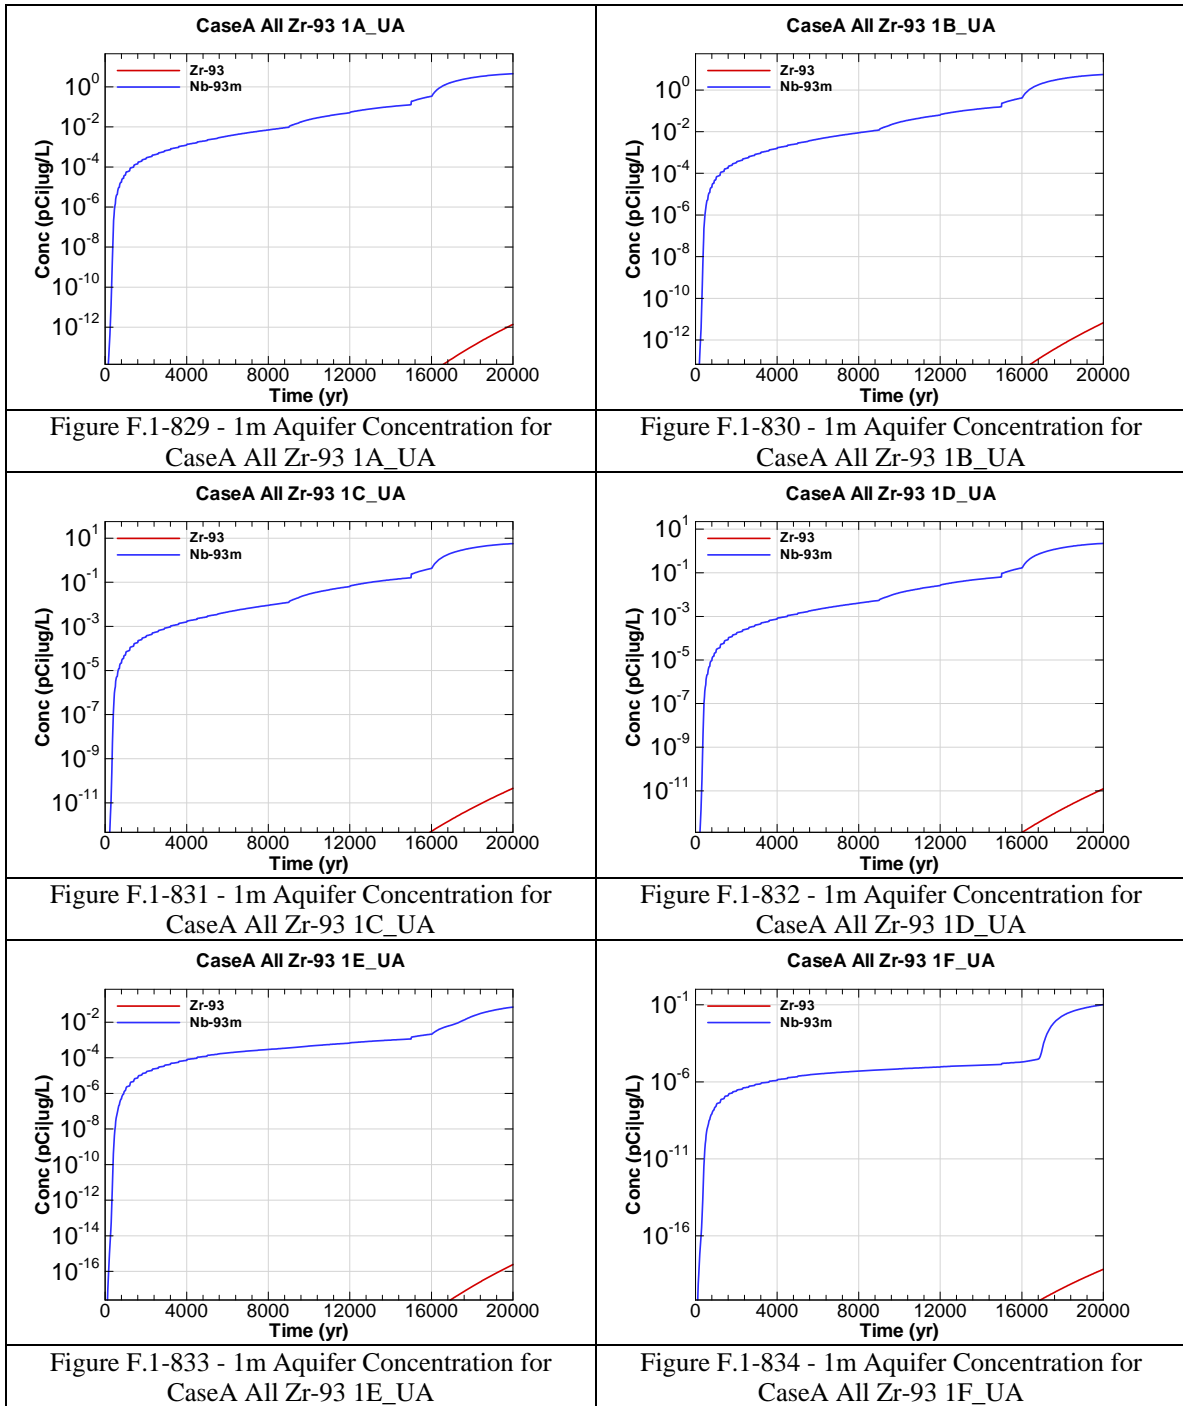 CaseA All Zr-93 1A_UA
Zr-93
Nb-93m
10^0
10^-2
10^-4
10^-6
10^-8
10^-10
10^-12
Conc (pCi|ug/L)
0 4000 8000 12000 16000 20000
Time (yr)
Figure F.1-829 - 1m Aquifer Concentration for
CaseA All Zr-93 1A_UA
CaseA All Zr-93 1B_UA
Zr-93
Nb-93m
10^0
10^-2
10^-4
10^-6
10^-8
10^-10
10^-12
Conc (pCi|ug/L)
0 4000 8000 12000 16000 20000
Time (yr)
Figure F.1-830 - 1m Aquifer Concentration for
CaseA All Zr-93 1B_UA
CaseA All Zr-93 1C_UA
Zr-93
Nb-93m
10^1
10^-1
10^-3
10^-5
10^-7
10^-9
10^-11
Conc (pCi|ug/L)
0 4000 8000 12000 16000 20000
Time (yr)
Figure F.1-831 - 1m Aquifer Concentration for
CaseA All Zr-93 1C_UA
CaseA All Zr-93 1D_UA
Zr-93
Nb-93m
10^1
10^-1
10^-3
10^-5
10^-7
10^-9
10^-11
Conc (pCi|ug/L)
0 4000 8000 12000 16000 20000
Time (yr)
Figure F.1-832 - 1m Aquifer Concentration for
CaseA All Zr-93 1D_UA
CaseA All Zr-93 1E_UA
Zr-93
Nb-93m
10^-2
10^-4
10^-6
10^-8
10^-10
10^-12
10^-14
10^-16
Conc (pCi|ug/L)
0 4000 8000 12000 16000 20000
Time (yr)
Figure F.1-833 - 1m Aquifer Concentration for
CaseA All Zr-93 1E_UA
CaseA All Zr-93 1F_UA
Zr-93
Nb-93m
10^-1
10^-6
10^-11
10^-16
Conc (pCi|ug/L)
0 4000 8000 12000 16000 20000
Time (yr)
Figure F.1-834 - 1m Aquifer Concentration for
CaseA All Zr-93 1F_UA